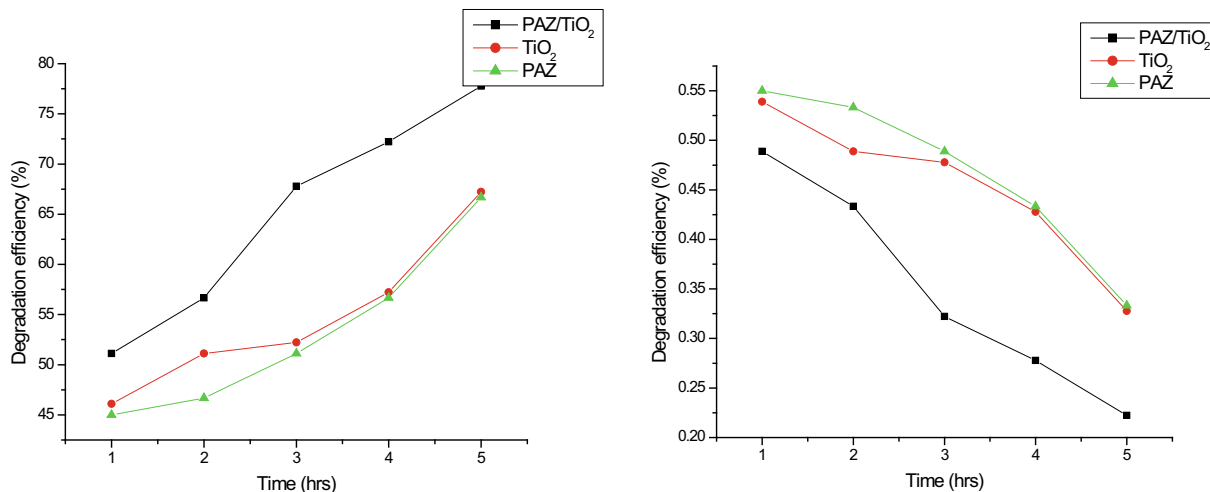 PAZ/TiO₂
TiO₂
PAZ
80
75
70
65
60
55
50
45
Degradation efficiency (%)
1 2 3 4 5
Time (hrs)
PAZ/TiO₂
TiO₂
PAZ
0.55
0.50
0.45
0.40
0.35
0.30
0.25
0.20
Degradation efficiency (%)
1 2 3 4 5
Time (hrs)